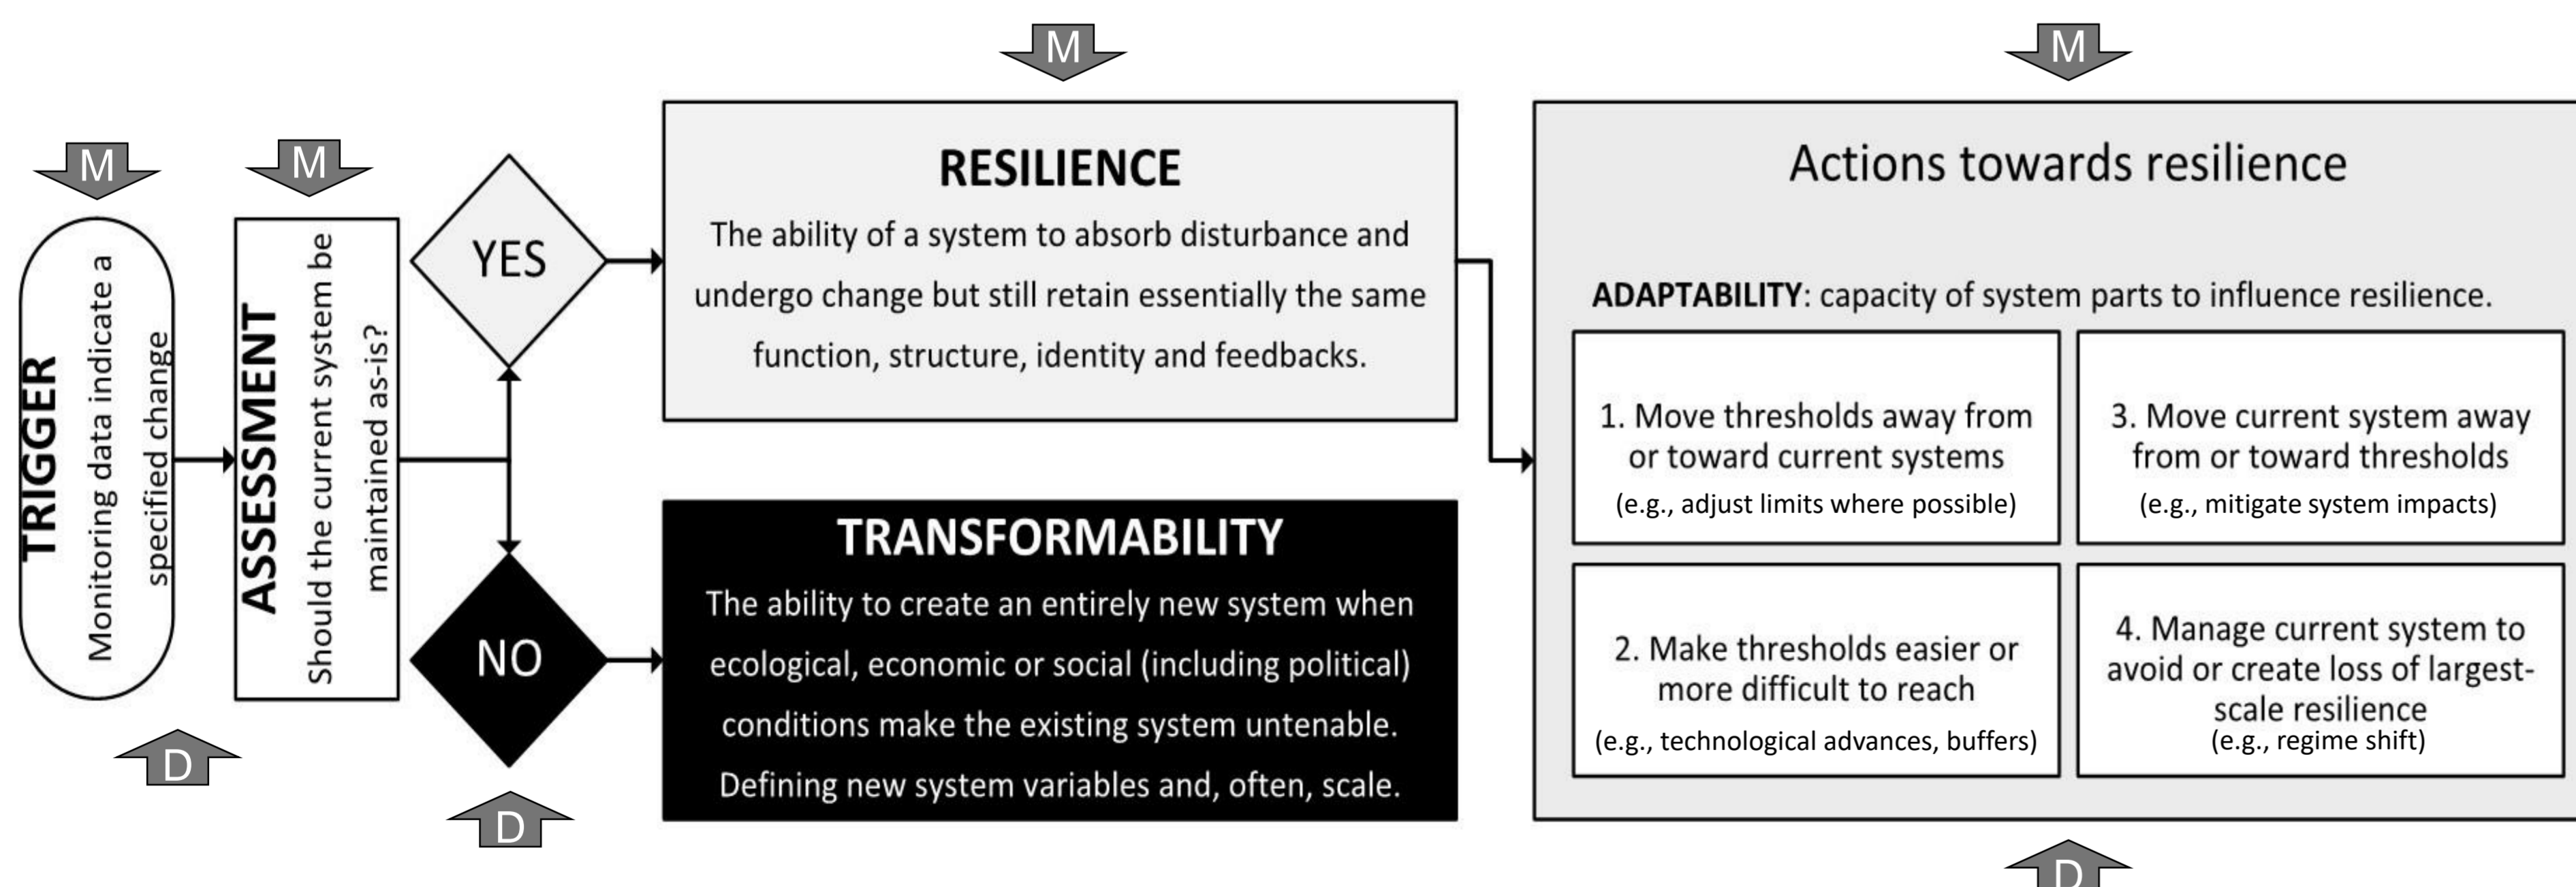 M
M
M
M
TRIGGER
Monitoring data indicate a
specified change
ASSESSMENT
Should the current system be
maintained as-is?
YES
NO
RESILIENCE
The ability of a system to absorb disturbance and
undergo change but still retain essentially the same
function, structure, identity and feedbacks.
TRANSFORMABILITY
The ability to create an entirely new system when
ecological, economic or social (including political)
conditions make the existing system untenable.
Defining new system variables and, often, scale.
Actions towards resilience
ADAPTABILITY: capacity of system parts to influence resilience.
1. Move thresholds away from
or toward current systems
(e.g., adjust limits where possible)
2. Make thresholds easier or
more difficult to reach
(e.g., technological advances, buffers)
3. Move current system away
from or toward thresholds
(e.g., mitigate system impacts)
4. Manage current system to
avoid or create loss of largest-
scale resilience
(e.g., regime shift)
D
D
D